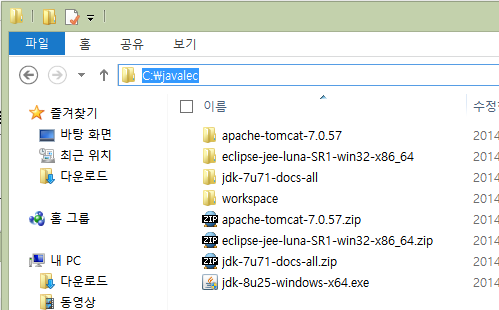 파일 홈 공유 보기
C:₩javalec
즐겨찾기
바탕 화면
최근 위치
다운로드
홈 그룹
내 PC
다운로드
동영상
이름 수정
apache-tomcat-7.0.57 2014
eclipse-jee-luna-SR1-win32-x86_64 2014
jdk-7u71-docs-all 2014
workspace 2014
apache-tomcat-7.0.57.zip 2014
eclipse-jee-luna-SR1-win32-x86_64.zip 2014
jdk-7u71-docs-all.zip 2014
jdk-8u25-windows-x64.exe 2014